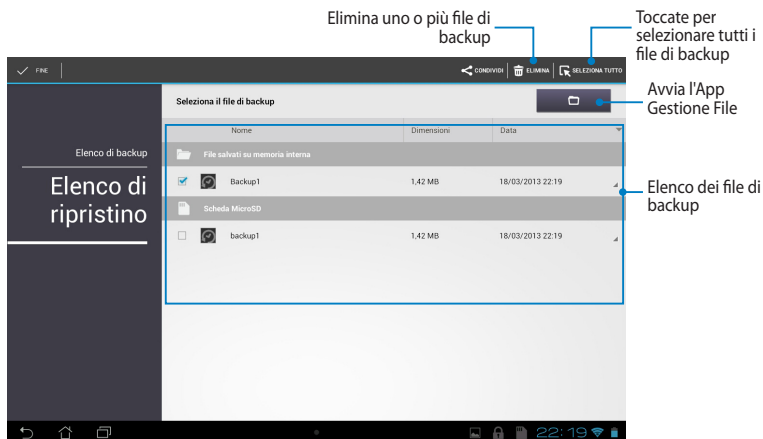 Elimina uno o più file di
backup
Toccate per
selezionare tutti i
file di backup
FINE
CONDIVIDI
ELIMINA
SELEZIONA TUTTO
Avvia l'App
Gestione File
Seleziona il file di backup
Nome
Dimensioni
Data
Elenco di backup
File salvati su memoria interna
Elenco di
ripristino
Backup1
1,42 MB
18/03/2013 22:19
Elenco dei file di
backup
Scheda MicroSD
backup1
1,42 MB
18/03/2013 22:19
22:19